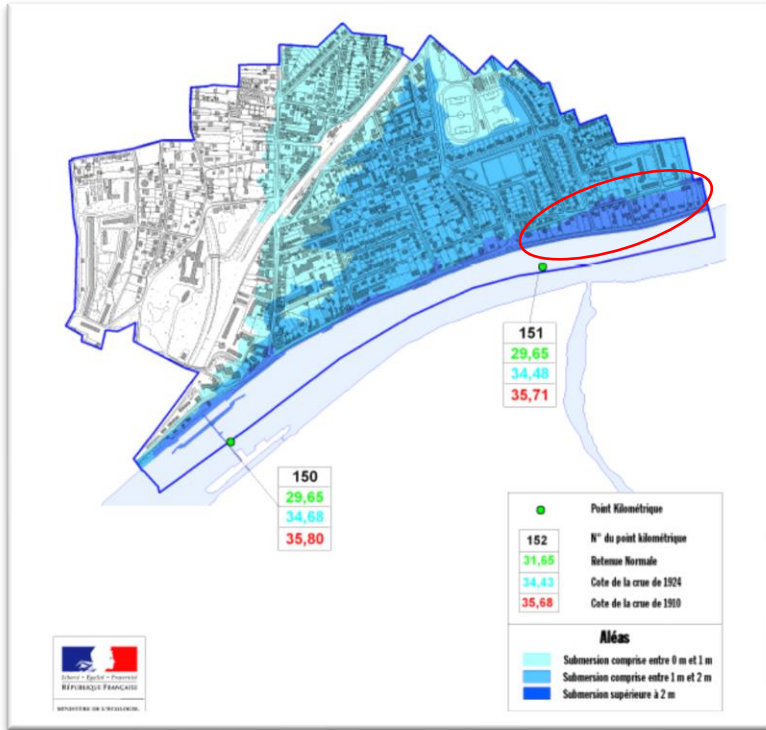 151
29,65
34,48
35,71
150
29,65
34,68
35,80
Point Kilométrique
152
N° du point kilométrique
31,65
Retenue Normale
34,43
Cote de la crue de 1924
35,68
Cote de la crue de 1910
Aléas
Submersion comprise entre 0 m et 1 m
Submersion comprise entre 1 m et 2 m
Submersion supérieure à 2 m
Liberté • Égalité • Fraternité
RÉPUBLIQUE FRANÇAISE
MINISTÈRE DE L'ÉCOLOGIE,